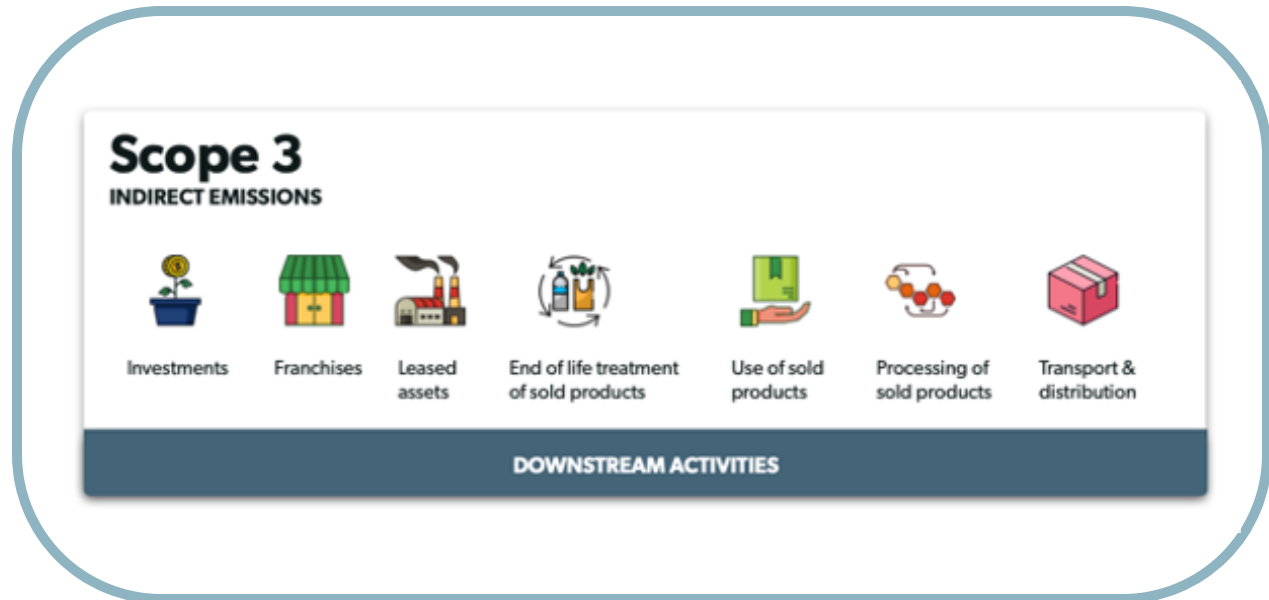 Scope 3
INDIRECT EMISSIONS
Investments
Franchises
Leased
assets
End of life treatment
of sold products
Use of sold
products
Processing of
sold products
Transport &
distribution
DOWNSTREAM ACTIVITIES